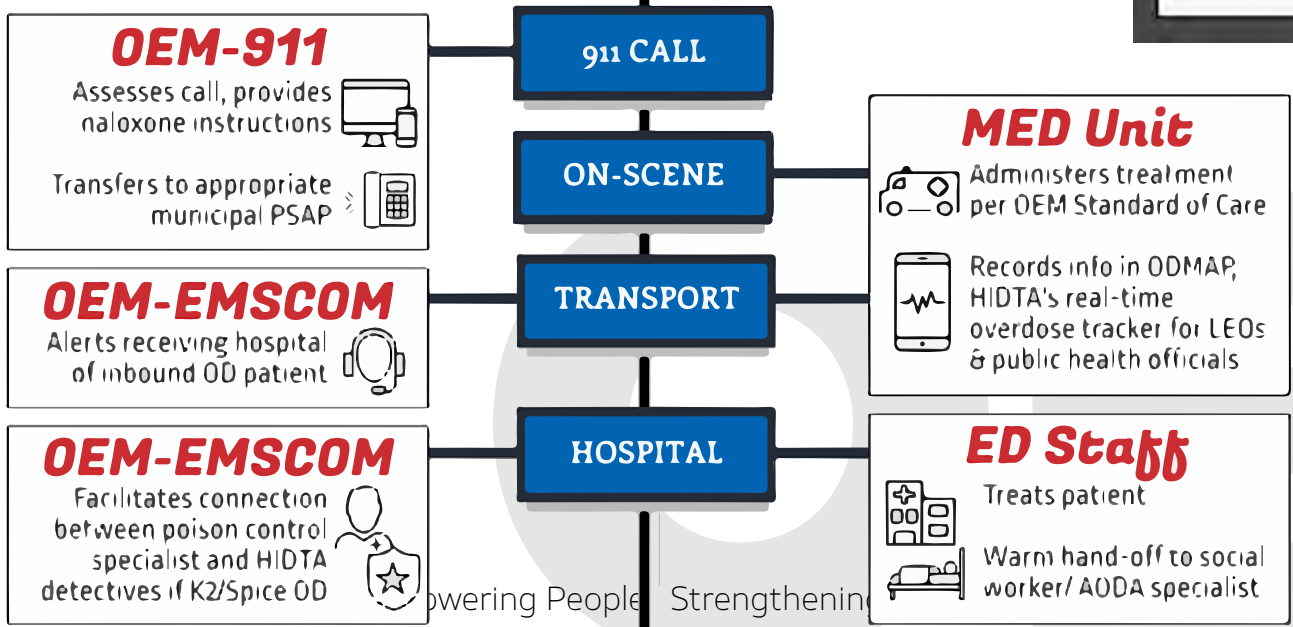 OEM-911
Assesses call, provides
naloxone instructions
Transfers to appropriate
municipal PSAP
911 CALL
ON-SCENE
MED Unit
Administers treatment
per OEM Standard of Care
Records info in ODMAP,
HIDTA's real-time
overdose tracker for LEOs
& public health officials
OEM-EMSCOM
Alerts receiving hospital
of inbound OD patient
TRANSPORT
OEM-EMSCOM
Facilitates connection
between poison control
specialist and HIDTA
detectives if K2/Spice OD
HOSPITAL
ED Staff
Treats patient
Warm hand-off to social
worker/ AODA specialist
People Strengthening